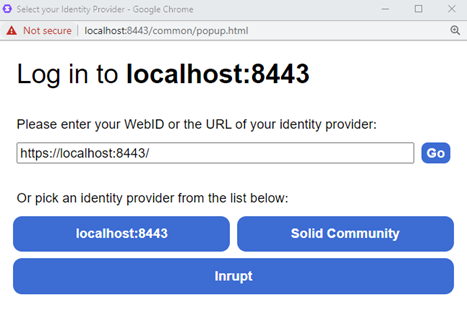 Select your Identity Provider - Google Chrome
Not secure | localhost:8443/common/popup.html
Log in to localhost:8443
Please enter your WebID or the URL of your identity provider:
https://localhost:8443/
Go
Or pick an identity provider from the list below:
localhost:8443
Solid Community
Inrupt